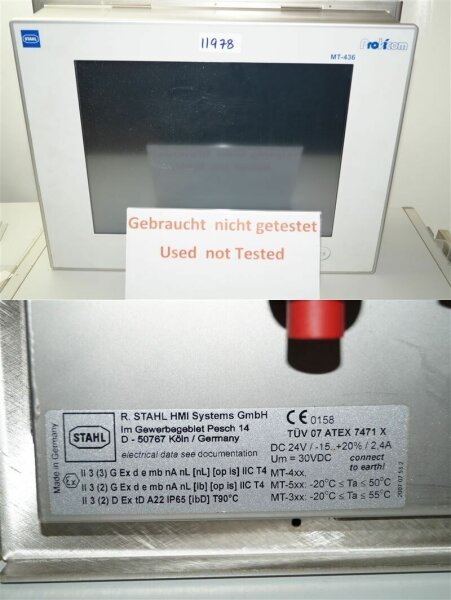 STAHL
11978
Prokicom
MT-436
Gebraucht nicht getestet
Used not Tested
Made in Germany
STAHL
R. STAHL HMI Systems GmbH
Im Gewerbegebiet Pesch 14
D - 50767 Köln / Germany
electrical data see documentation
CE 0158
TÜV 07 ATEX 7471 X
DC 24V / -15..+20% / 2,4A
Um = 30VDC
connect to earth!
II 3 (3) G Ex d e mb nA nL [nL] [op is] IIC T4
II 3 (2) G Ex d e mb nA nL [ib] [op is] IIC T4
II 3 (2) D Ex tD A22 IP65 [ibD] T90°C
MT-4xx,
MT-5xx: -20°C ≤ Ta ≤ 50°C
MT-3xx: -20°C ≤ Ta ≤ 55°C